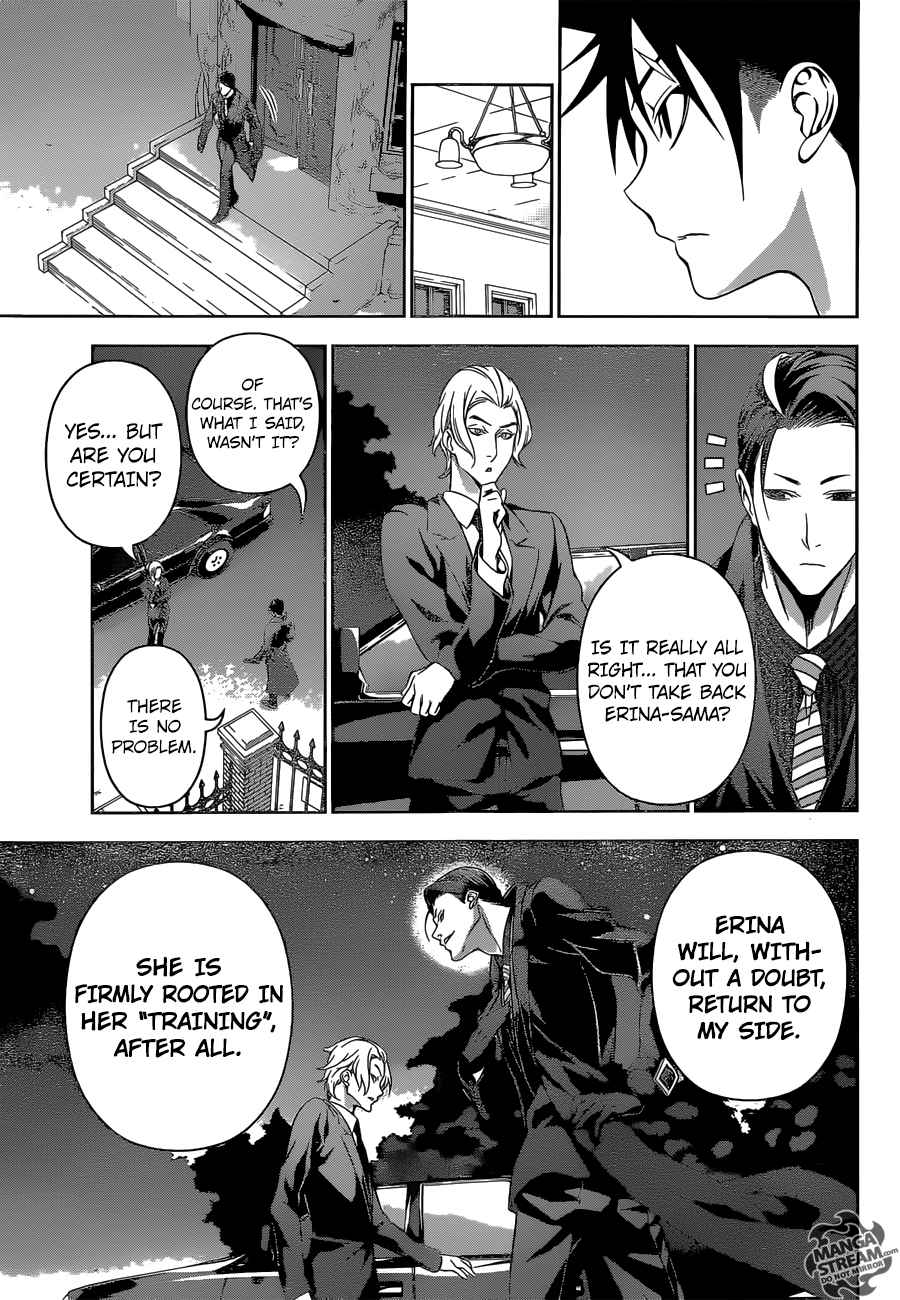 IS IT REALLY ALL
RIGHT... THAT YOU
DON'T TAKE BACK
ERINA-SAMA?
OF
COURSE. THAT'S
WHAT I SAID,
WASN'T IT?
YES... BUT
ARE YOU
CERTAIN?
THERE
IS NO
PROBLEM.
ERINA
WILL, WITH-
OUT A DOUBT,
RETURN TO
MY SIDE.
SHE IS
FIRMLY ROOTED IN
HER "TRAINING",
AFTER ALL.
MANGA
STREAM.com
DO NOT MIRROR